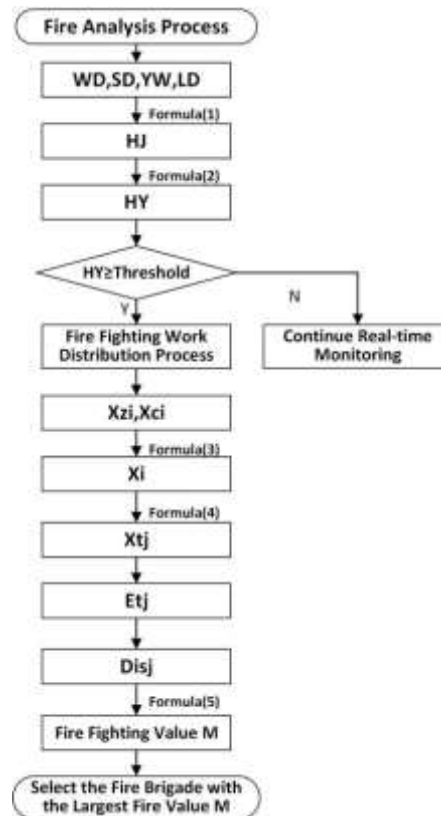 Fire Analysis Process
WD,SD,YW,LD
Formula(1)
HJ
Formula(2)
HY
HY≥Threshold
Y
N
Fire Fighting Work
Distribution Process
Continue Real-time
Monitoring
Xzi,Xci
Formula(3)
Xi
Formula(4)
Xtj
Etj
Disj
Formula(5)
Fire Fighting Value M
Select the Fire Brigade with
the Largest Fire Value M